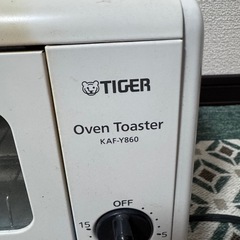 TIGER
Oven Toaster
KAF-Y860
OFF
15
5